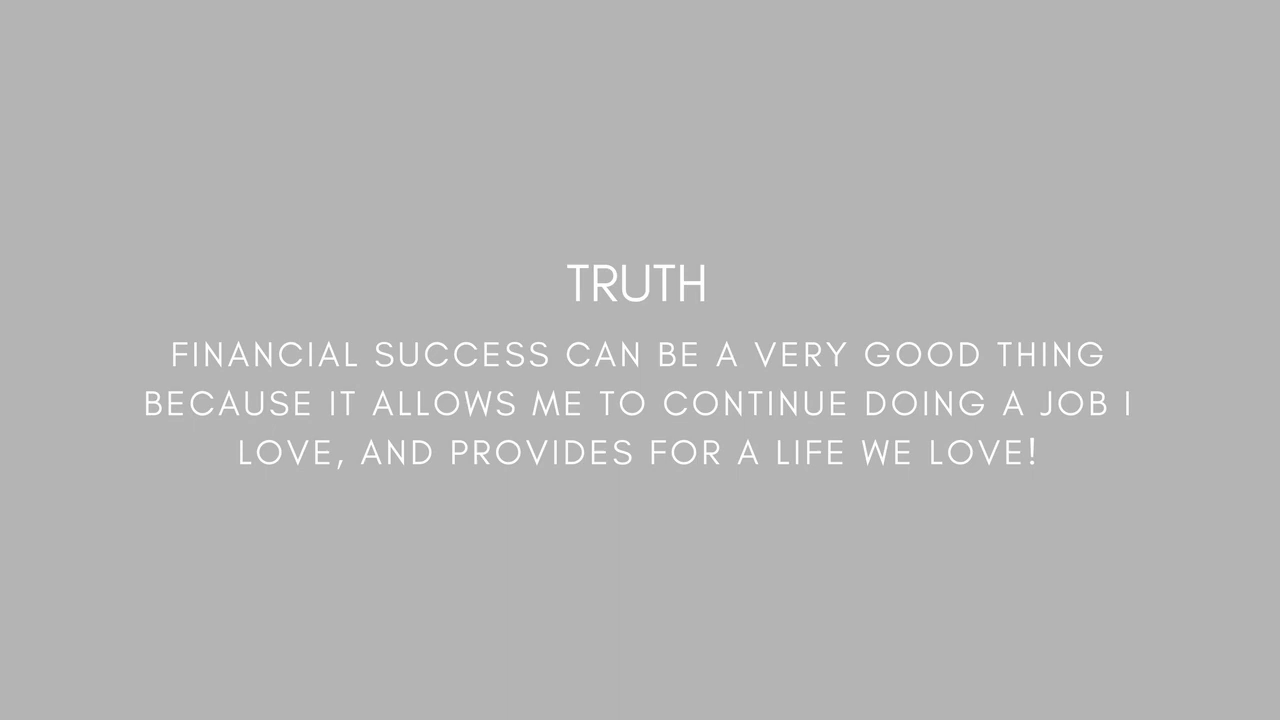 TRUTH
FINANCIAL SUCCESS CAN BE A VERY GOOD THING
BECAUSE IT ALLOWS ME TO CONTINUE DOING A JOB I
LOVE, AND PROVIDES FOR A LIFE WE LOVE!